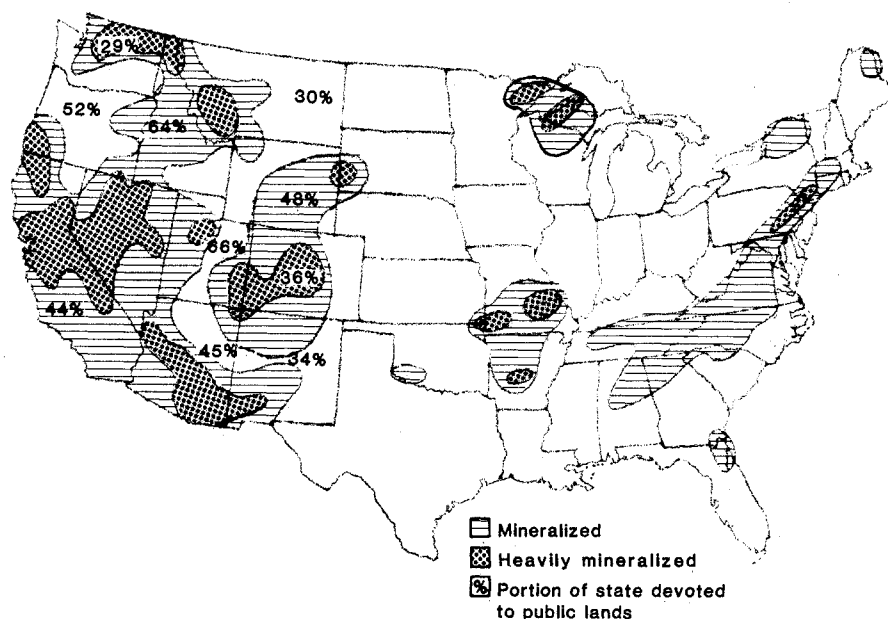 29%
30%
52%
64%
48%
66%
36%
44%
45%
34%
Mineralized
Heavily mineralized
% Portion of state devoted
to public lands